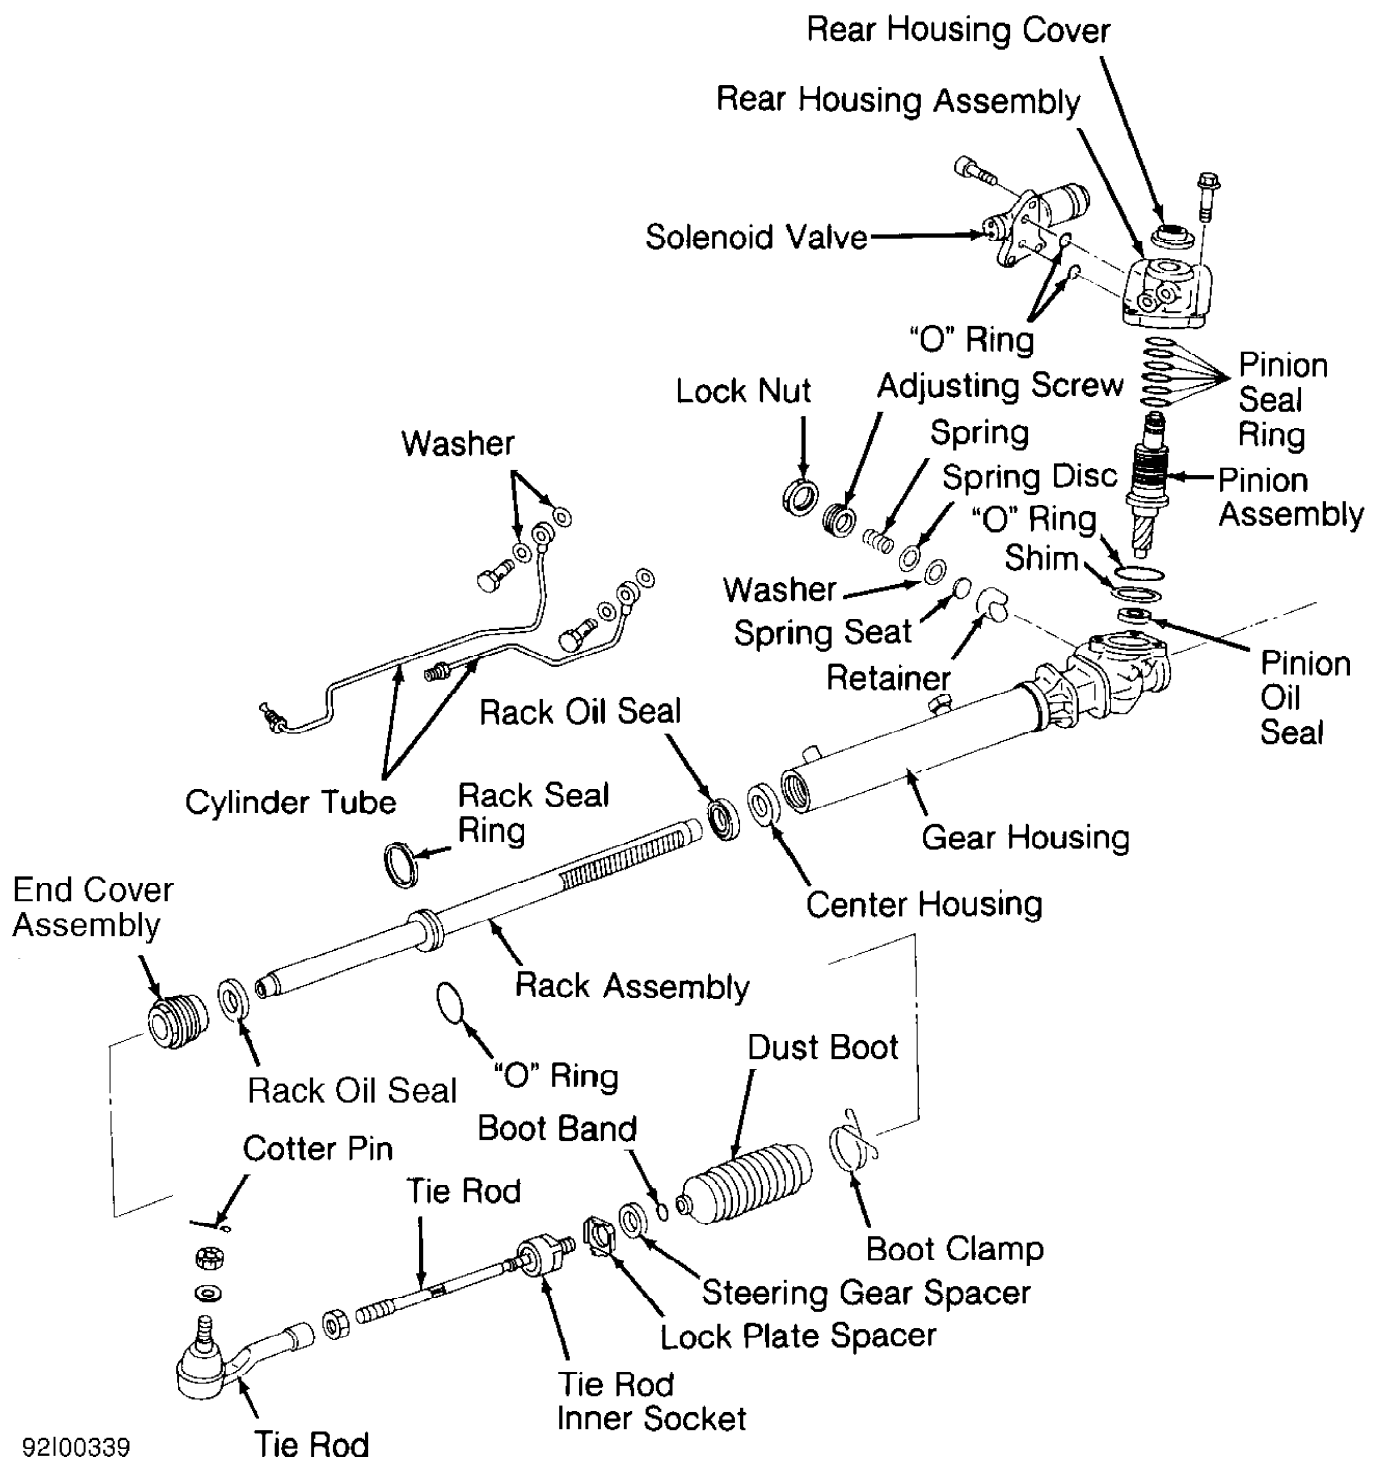 Rear Housing Cover
Rear Housing Assembly
Solenoid Valve
“O” Ring
Lock Nut
Adjusting Screw
Pinion
Seal
Ring
Washer
Spring
Spring Disc
Pinion
Assembly
“O” Ring
Shim
Washer
Spring Seat
Retainer
Pinion
Oil
Seal
Rack Oil Seal
Cylinder Tube
Rack Seal
Ring
Gear Housing
End Cover
Assembly
Center Housing
Rack Assembly
Dust Boot
Rack Oil Seal
“O” Ring
Boot Band
Cotter Pin
Tie Rod
Boot Clamp
Steering Gear Spacer
Lock Plate Spacer
Tie Rod
Inner Socket
Tie Rod
92I00339